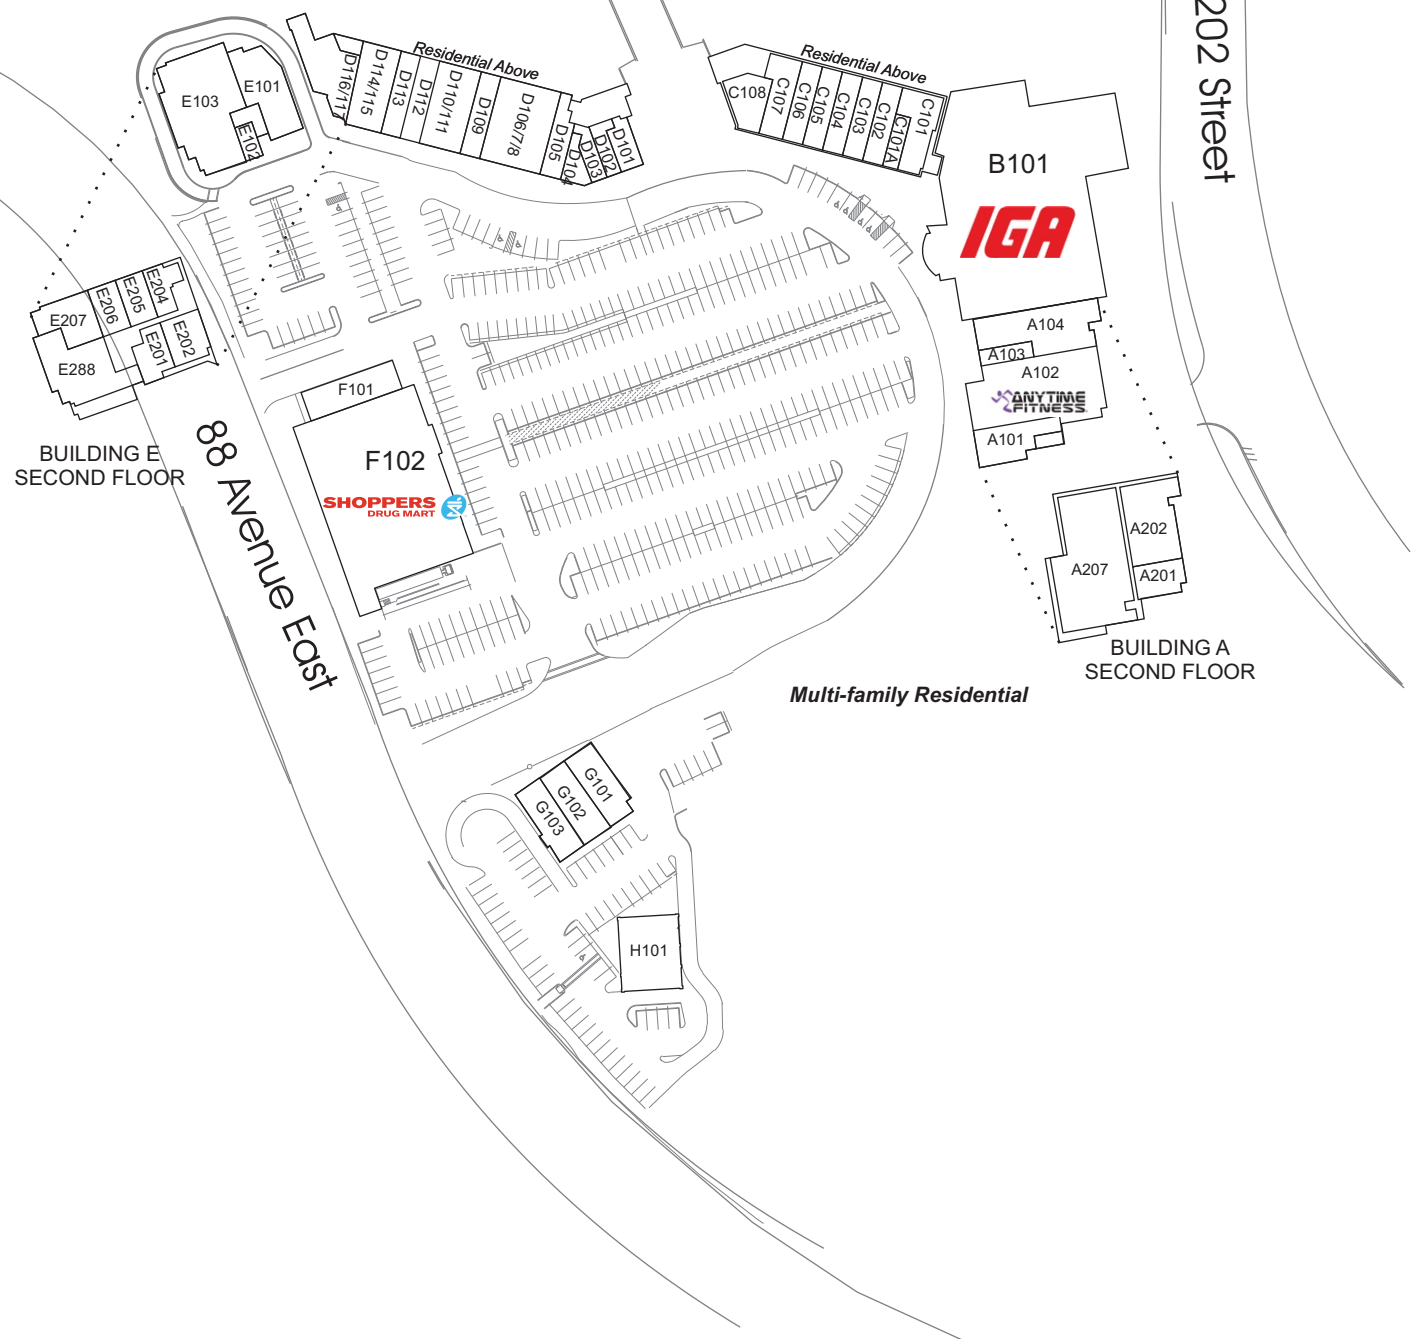 202 Street
Residential Above
D116/117
D114/115
D113
D112
D110/111
D109
D106/7/8
D105
D104
D103
D102
D101
Residential Above
C108
C107
C106
C105
C104
C103
C102
C101A
C101
E103
E101
E102
B101
IGA
E207
E206
E205
E204
E288
E201
E202
BUILDING E
SECOND FLOOR
A104
A103
A102
ANYTIME
FITNESS
A101
F101
F102
SHOPPERS
DRUG MART
88 Avenue East
A202
A207
A201
BUILDING A
SECOND FLOOR
Multi-family Residential
G101
G102
G103
H101